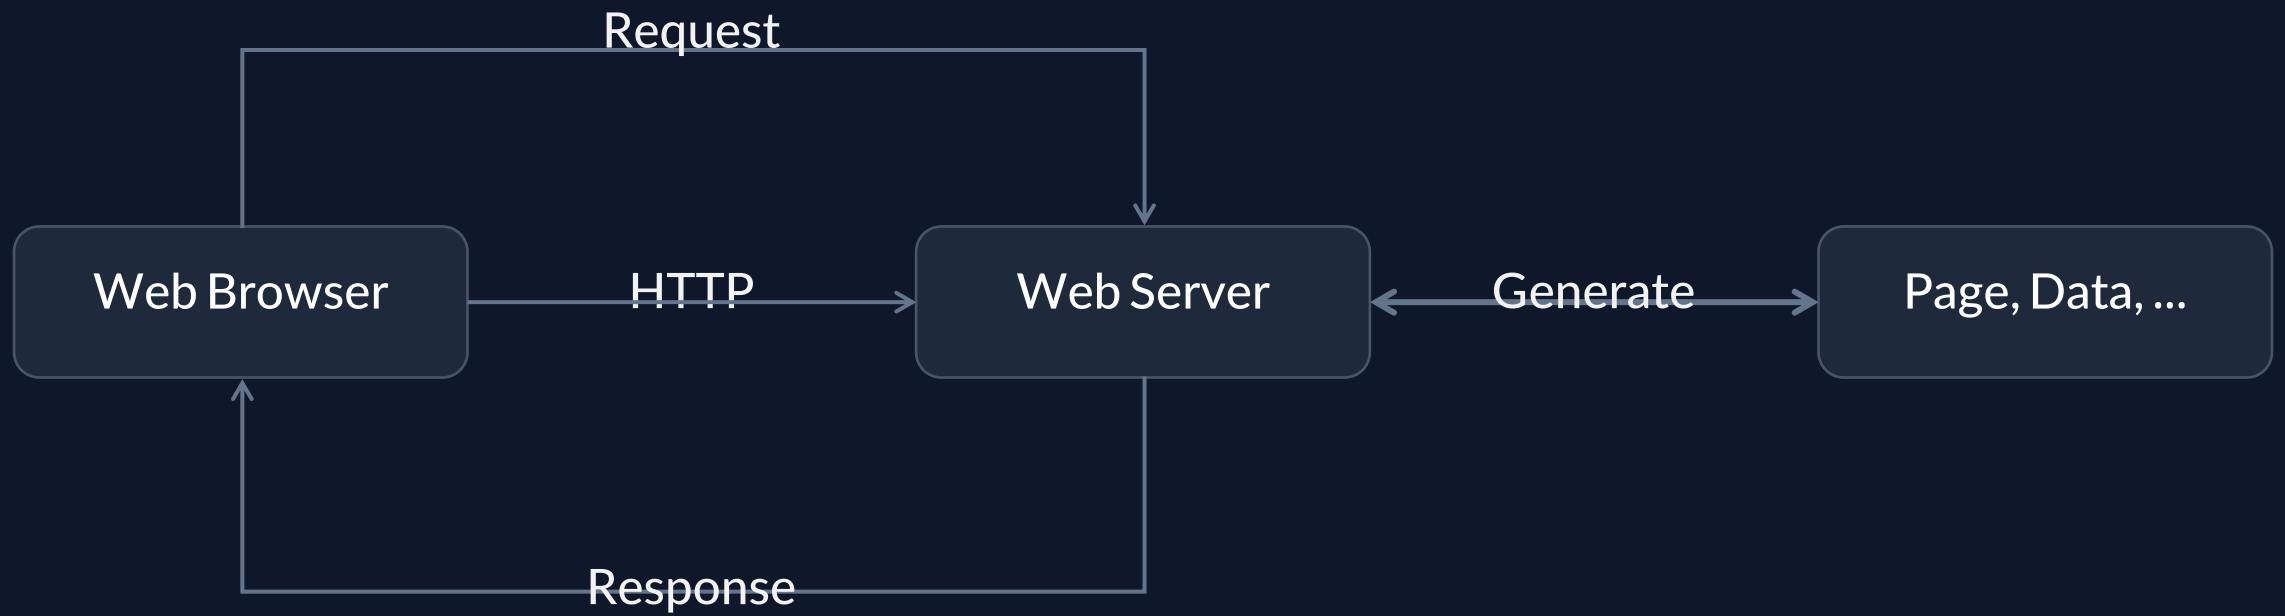 Request
Web Browser
HTTP
Web Server
Generate
Page, Data, ...
Response